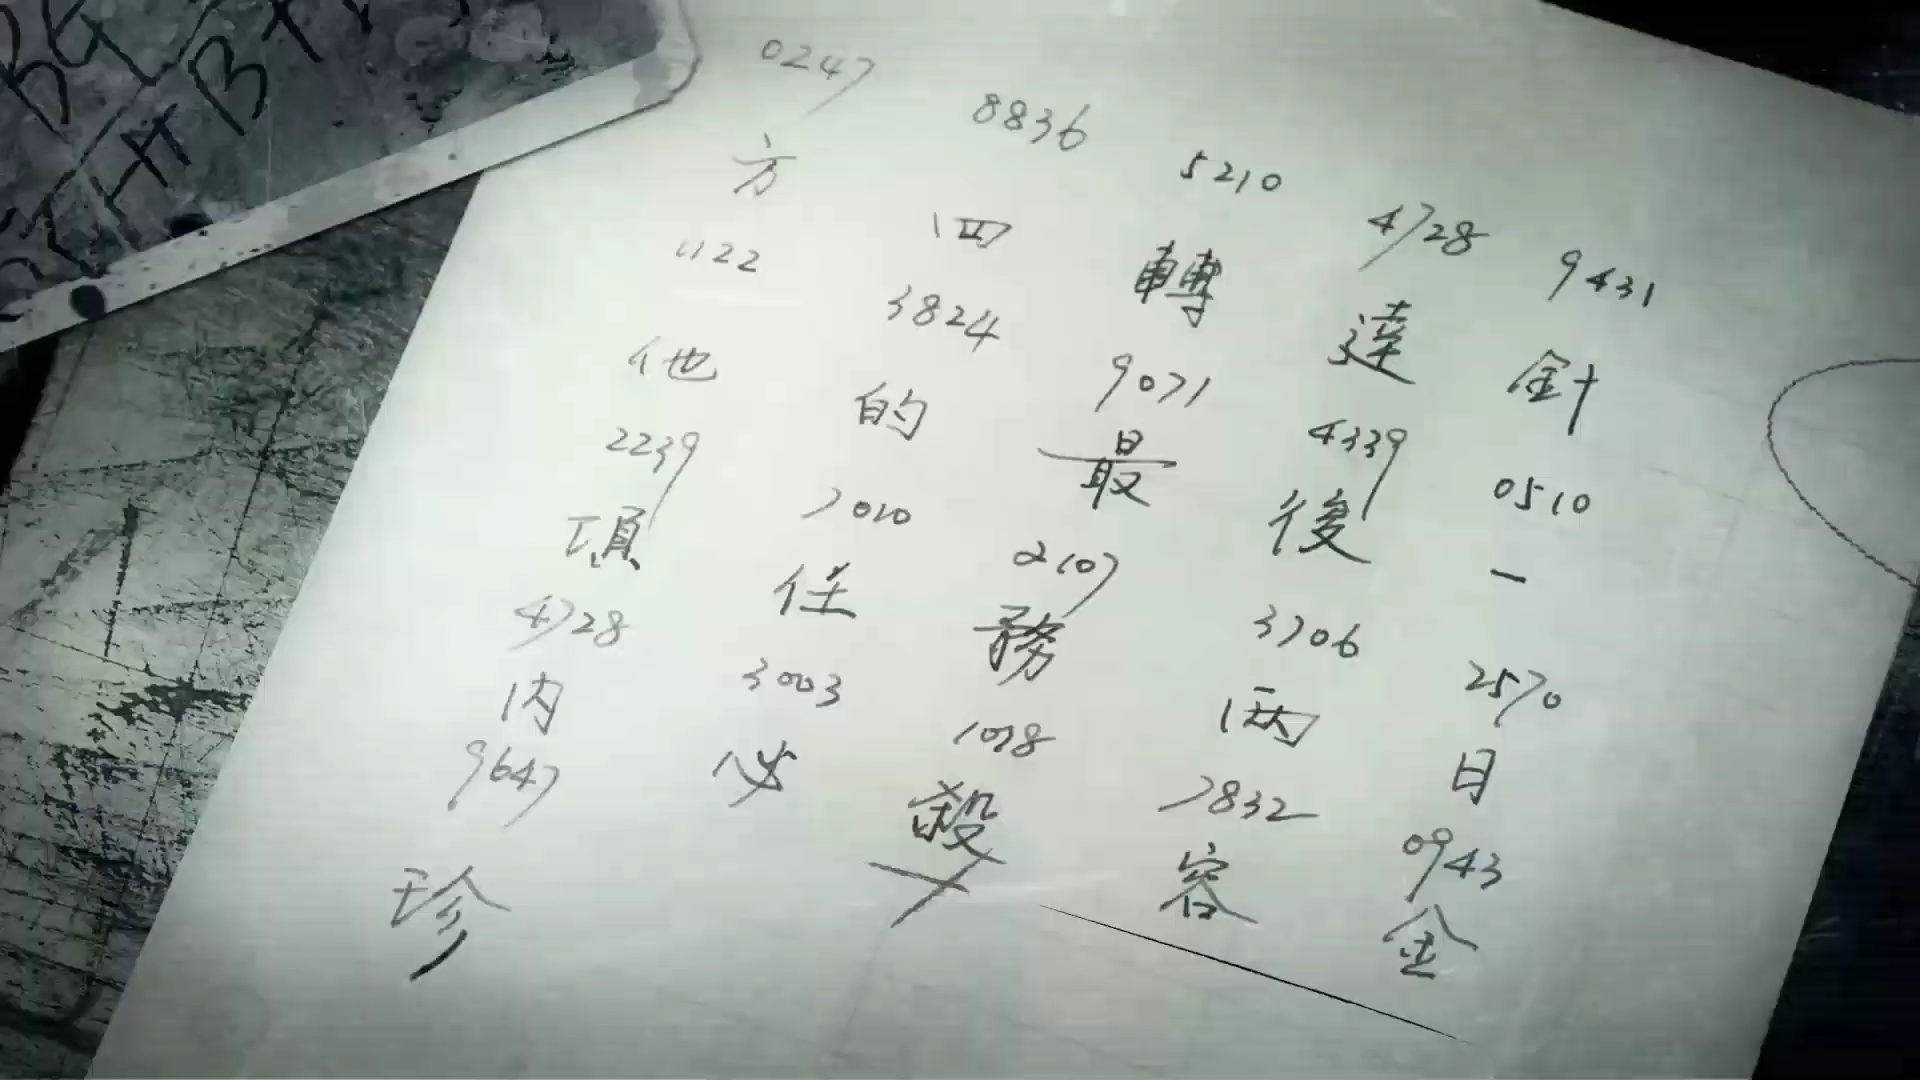 0247 8836 5210 4728 9431
方 四 轉 達 針
1122 3824 9071 4339 0510
他 的 最 後 一
2239 7010 2107 3706 2570
項 任 務 兩 日
4728 3003 1078 7832 0943
內 必 殺 容 金
9647
珍